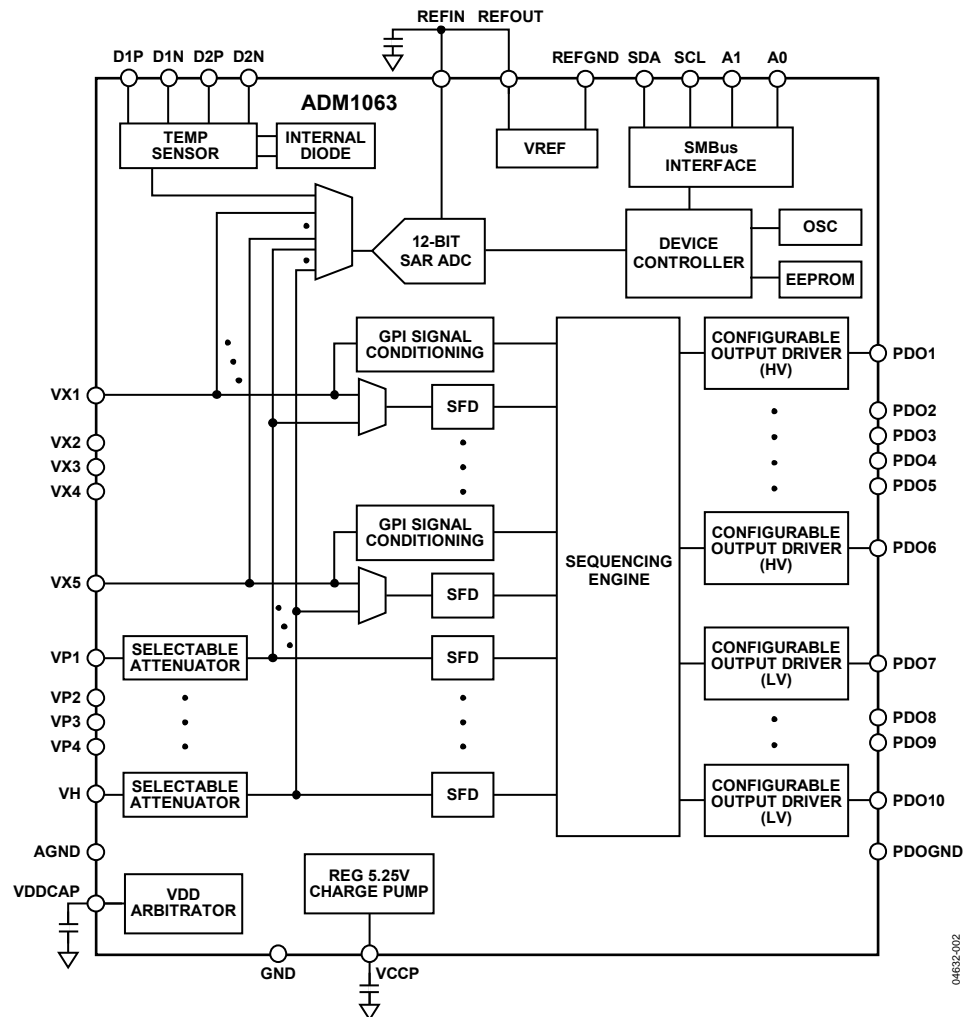 REFIN REFOUT
D1P D1N D2P D2N
REFGND SDA SCL A1 A0
ADM1063
TEMP
SENSOR
INTERNAL
DIODE
VREF
SMBus
INTERFACE
12-BIT
SAR ADC
DEVICE
CONTROLLER
OSC
EEPROM
GPI SIGNAL
CONDITIONING
CONFIGURABLE
OUTPUT DRIVER
(HV)
PDO1
VX1
SFD
PDO2
VX2
PDO3
VX3
PDO4
VX4
PDO5
GPI SIGNAL
CONDITIONING
SEQUENCING
ENGINE
CONFIGURABLE
OUTPUT DRIVER
(HV)
PDO6
VX5
SFD
VP1
SELECTABLE
ATTENUATOR
SFD
CONFIGURABLE
OUTPUT DRIVER
(LV)
PDO7
VP2
VP3
PDO8
VP4
PDO9
VH
SELECTABLE
ATTENUATOR
SFD
CONFIGURABLE
OUTPUT DRIVER
(LV)
PDO10
AGND
PDOGND
VDDCAP
VDD
ARBITRATOR
REG 5.25V
CHARGE PUMP
GND
VCCP
04632-002